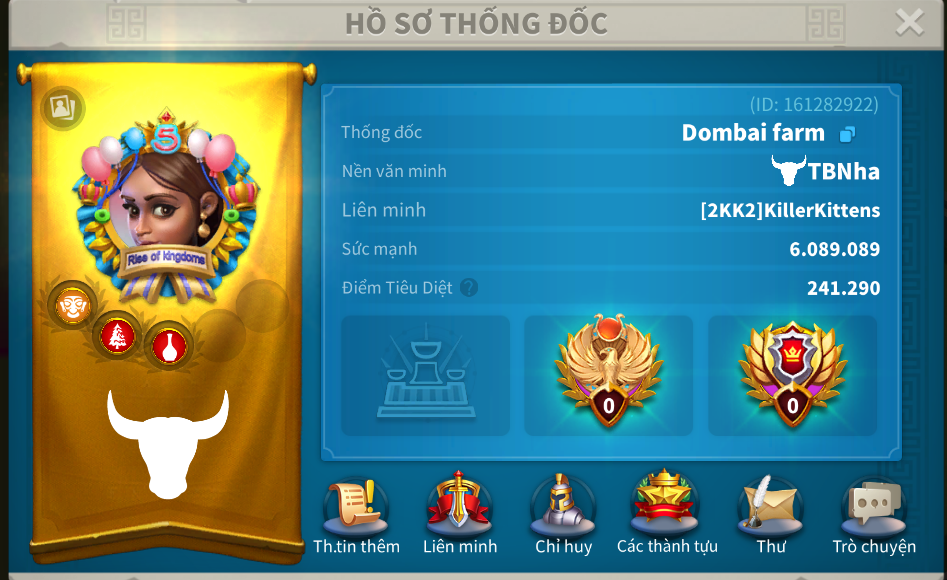 HỒ SƠ THỐNG ĐỐC
5
Rise of kingdoms
(ID: 161282922)
Thống đốc Dombai farm
Nền văn minh TBNha
Liên minh [2KK2]KillerKittens
Sức mạnh 6.089.089
Điểm Tiêu Diệt ? 241.290
0 0
Th.tin thêm Liên minh Chỉ huy Các thành tựu Thư Trò chuyện